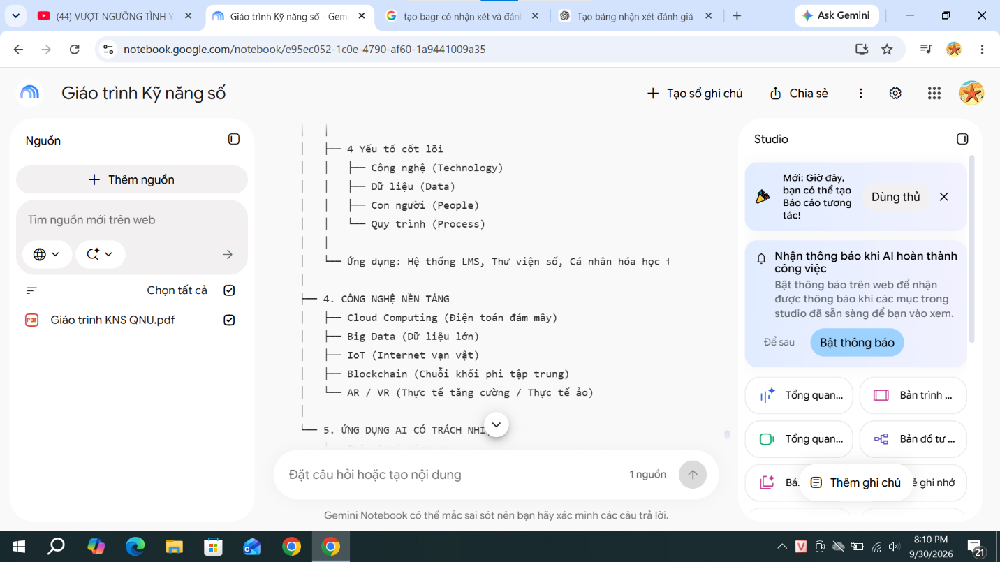 (44) VƯỢT NGƯỠNG TÌNH Y
Giáo trình Kỹ năng số - Gem
tạo bagr có nhận xét và đán
Tạo bảng nhận xét đánh giá
Ask Gemini
notebook.google.com/notebook/e95ec052-1c0e-4790-af60-1a9441009a35
Giáo trình Kỹ năng số
Tạo sổ ghi chú
Chia sẻ
Nguồn
Thêm nguồn
Tìm nguồn mới trên web
Chọn tất cả
PDF
Giáo trình KNS QNU.pdf
│ │
│ ├── 4 Yếu tố cốt lõi
│ │ ├── Công nghệ (Technology)
│ │ ├── Dữ liệu (Data)
│ │ ├── Con người (People)
│ │ └── Quy trình (Process)
│ │
│ └── Ứng dụng: Hệ thống LMS, Thư viện số, Cá nhân hóa học t
│
├── 4. CÔNG NGHỆ NỀN TẢNG
│ ├── Cloud Computing (Điện toán đám mây)
│ ├── Big Data (Dữ liệu lớn)
│ ├── IoT (Internet vạn vật)
│ ├── Blockchain (Chuỗi khối phi tập trung)
│ └── AR / VR (Thực tế tăng cường / Thực tế ảo)
│
└── 5. ỨNG DỤNG AI CÓ TRÁCH NHI
Đặt câu hỏi hoặc tạo nội dung
1 nguồn
Gemini Notebook có thể mắc sai sót nên bạn hãy xác minh các câu trả lời.
Studio
Mới: Giờ đây,
bạn có thể tạo
Báo cáo tương
tác!
Dùng thử
Nhận thông báo khi AI hoàn thành
công việc
Bật thông báo trên web để nhận
được thông báo khi các mục trong
studio đã sẵn sàng để bạn vào xem.
Để sau
Bật thông báo
Tổng quan...
Bản trình ...
Tổng quan...
Bản đồ tư ...
Bá.
Thêm ghi chú
ẻ ghi nhớ
V
8:10 PM
9/30/2026
21